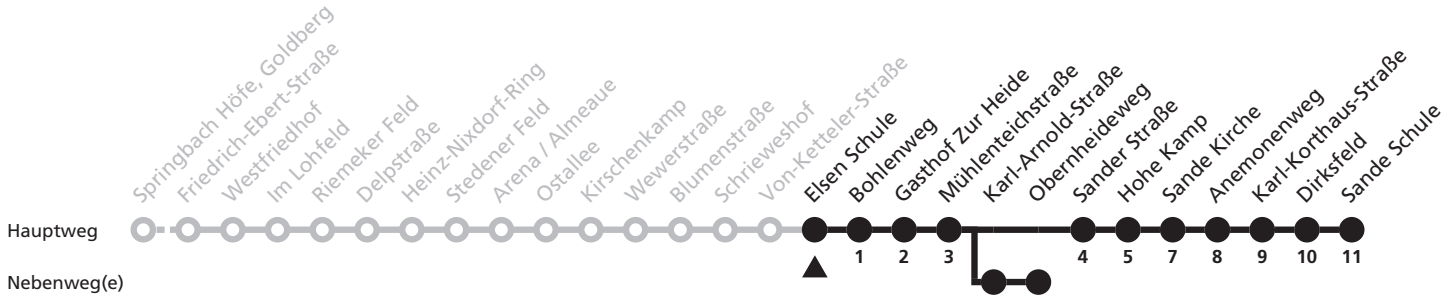 Springbach Höfe, Goldberg
Friedrich-Ebert-Straße
Westfriedhof
Im Lohfeld
Riemeker Feld
Delpstraße
Heinz-Nixdorf-Ring
Stedener Feld
Arena / Almeaue
Ostallee
Kirschenkamp
Wewerstraße
Blumenstraße
Schrieweshof
Von-Ketteler-Straße
Elsen Schule
Bohlenweg
Gasthof Zur Heide
Mühlenteichstraße
Karl-Arnold-Straße
Obernheideweg
Sander Straße
Hohe Kamp
Sande Kirche
Anemonenweg
Karl-Korthaus-Straße
Dirksfeld
Sande Schule
Hauptweg
1 2 3 4 5 7 8 9 10 11
Nebenweg(e)